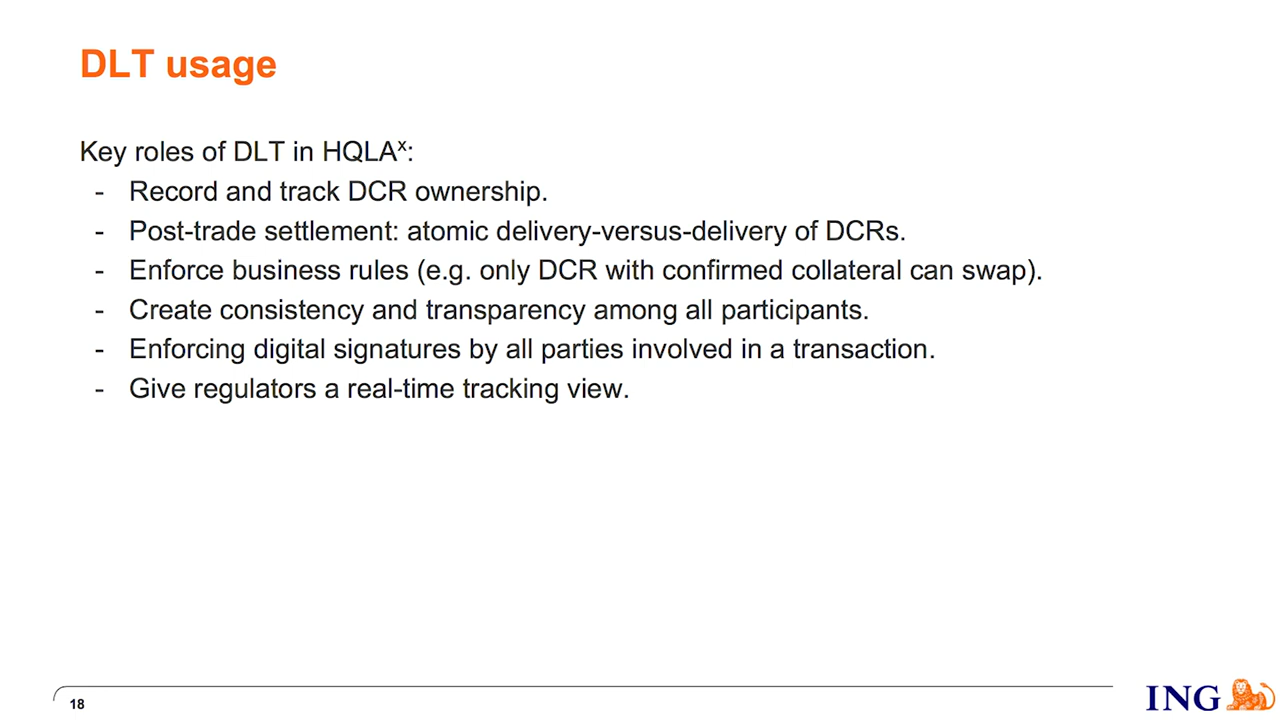 DLT usage
Key roles of DLT in HQLAˣ:
- Record and track DCR ownership.
- Post-trade settlement: atomic delivery-versus-delivery of DCRs.
- Enforce business rules (e.g. only DCR with confirmed collateral can swap).
- Create consistency and transparency among all participants.
- Enforcing digital signatures by all parties involved in a transaction.
- Give regulators a real-time tracking view.
18
ING